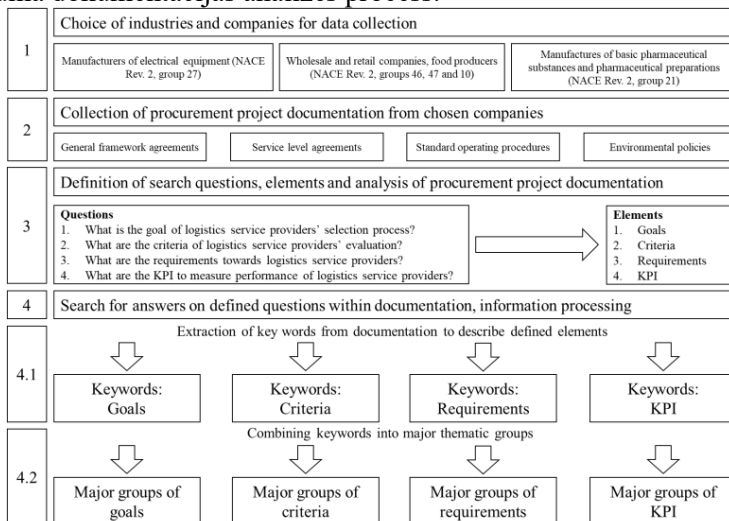 dokumentācijas analīzes process.
1
Choice of industries and companies for data collection
Manufacturers of electrical equipment (NACE
Rev. 2, group 27)
Wholesale and retail companies, food producers
(NACE Rev. 2, groups 46, 47 and 10)
Manufactures of basic pharmaceutical
substances and pharmaceutical preparations
(NACE Rev. 2, group 21)
2
Collection of procurement project documentation from chosen companies
General framework agreements
Service level agreements
Standard operating procedures
Environmental policies
3
Definition of search questions, elements and analysis of procurement project documentation
Questions
1. What is the goal of logistics service providers’ selection process?
2. What are the criteria of logistics service providers’ evaluation?
3. What are the requirements towards logistics service providers?
4. What are the KPI to measure performance of logistics service providers?
Elements
1. Goals
2. Criteria
3. Requirements
4. KPI
4
Search for answers on defined questions within documentation, information processing
4.1
Extraction of key words from documentation to describe defined elements
Keywords:
Goals
Keywords:
Criteria
Keywords:
Requirements
Keywords:
KPI
4.2
Combining keywords into major thematic groups
Major groups of
goals
Major groups of
criteria
Major groups of
requirements
Major groups of
KPI